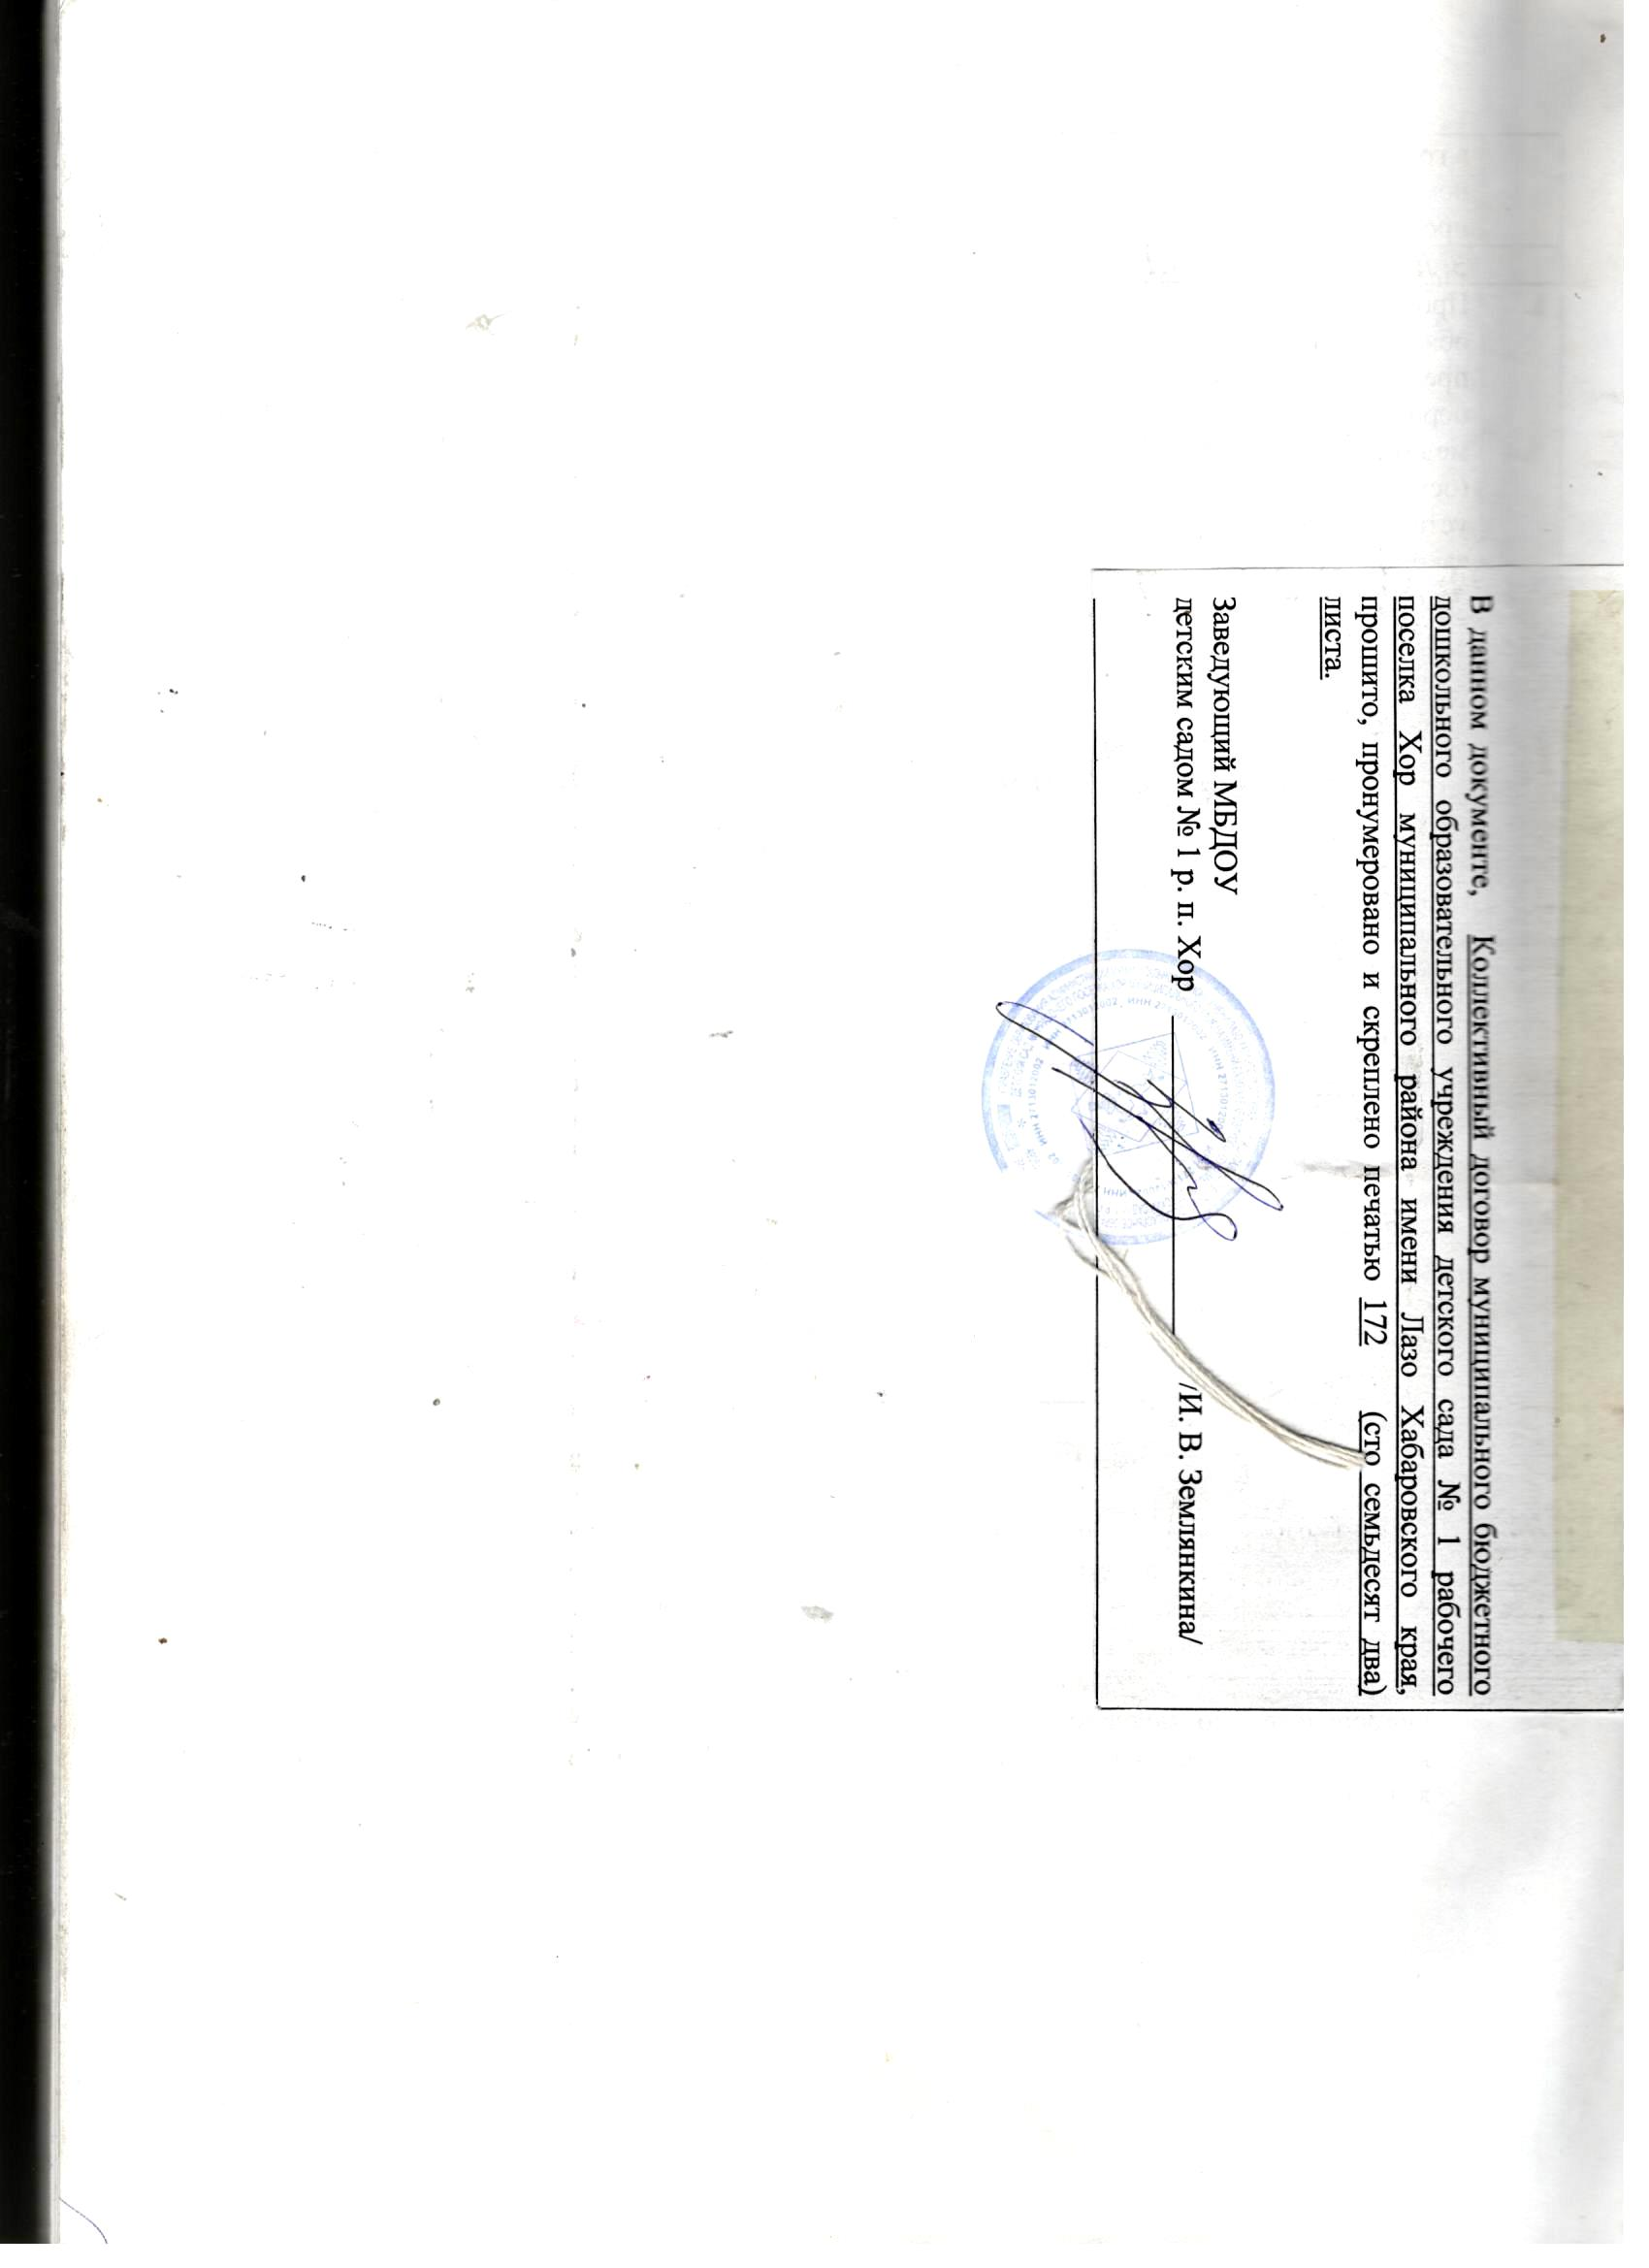 В данном документе, Коллективный договор муниципального бюджетного
дошкольного образовательного учреждения детского сада № 1 рабочего
поселка Хор муниципального района имени Лазо Хабаровского края,
прошито, пронумеровано и скреплено печатью 172 (сто семьдесят два)
листа.
Заведующий МБДОУ
детским садом № 1 р. п. Хор /И. В. Землянкина/